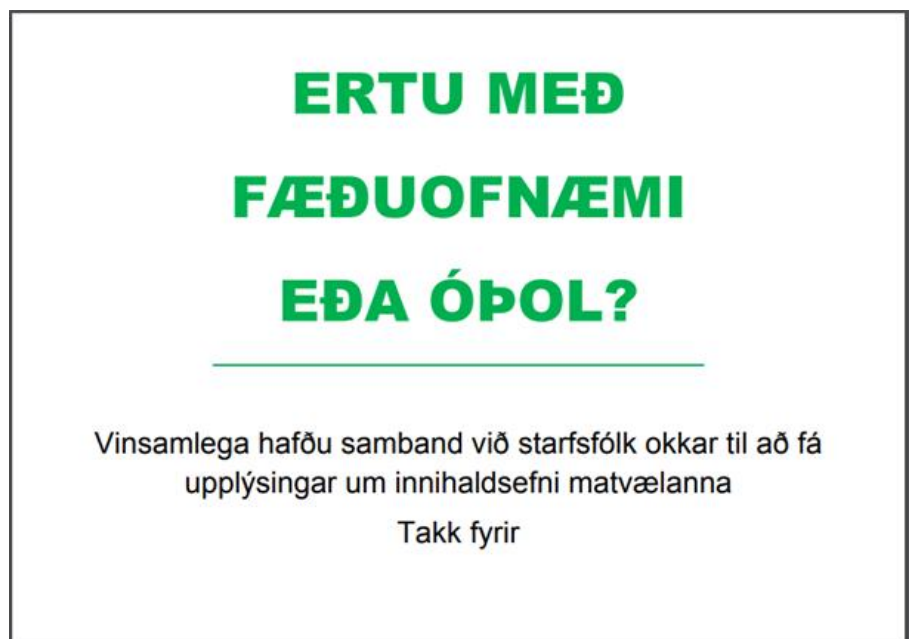 ERTU MEÐ
FÆÐUOFNÆMI
EÐA ÓÞOL?
Vinsamlega hafðu samband við starfsfólk okkar til að fá
upplýsingar um innihaldsefni matvælanna
Takk fyrir